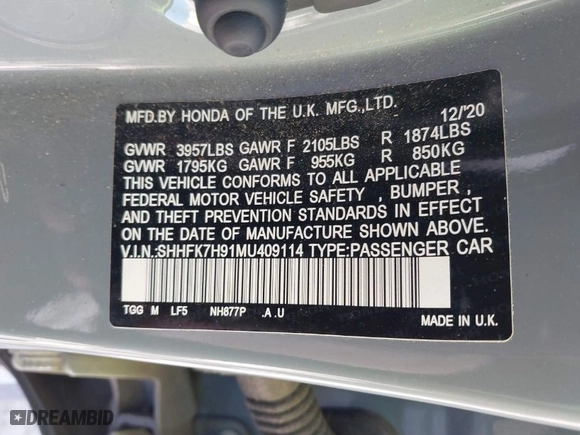 MFD.BY HONDA OF THE U.K. MFG.,LTD. 12/'20
GVWR 3957LBS GAWR F 2105LBS R 1874LBS
GVWR 1795KG GAWR F 955KG R 850KG
THIS VEHICLE CONFORMS TO ALL APPLICABLE
FEDERAL MOTOR VEHICLE SAFETY , BUMPER ,
AND THEFT PREVENTION STANDARDS IN EFFECT
ON THE DATE OF MANUFACTURE SHOWN ABOVE.
V.I.N.:SHHFK7H91MU409114 TYPE:PASSENGER CAR
TGG M LF5 NH877P .A .U
MADE IN U.K.
DREAMBID